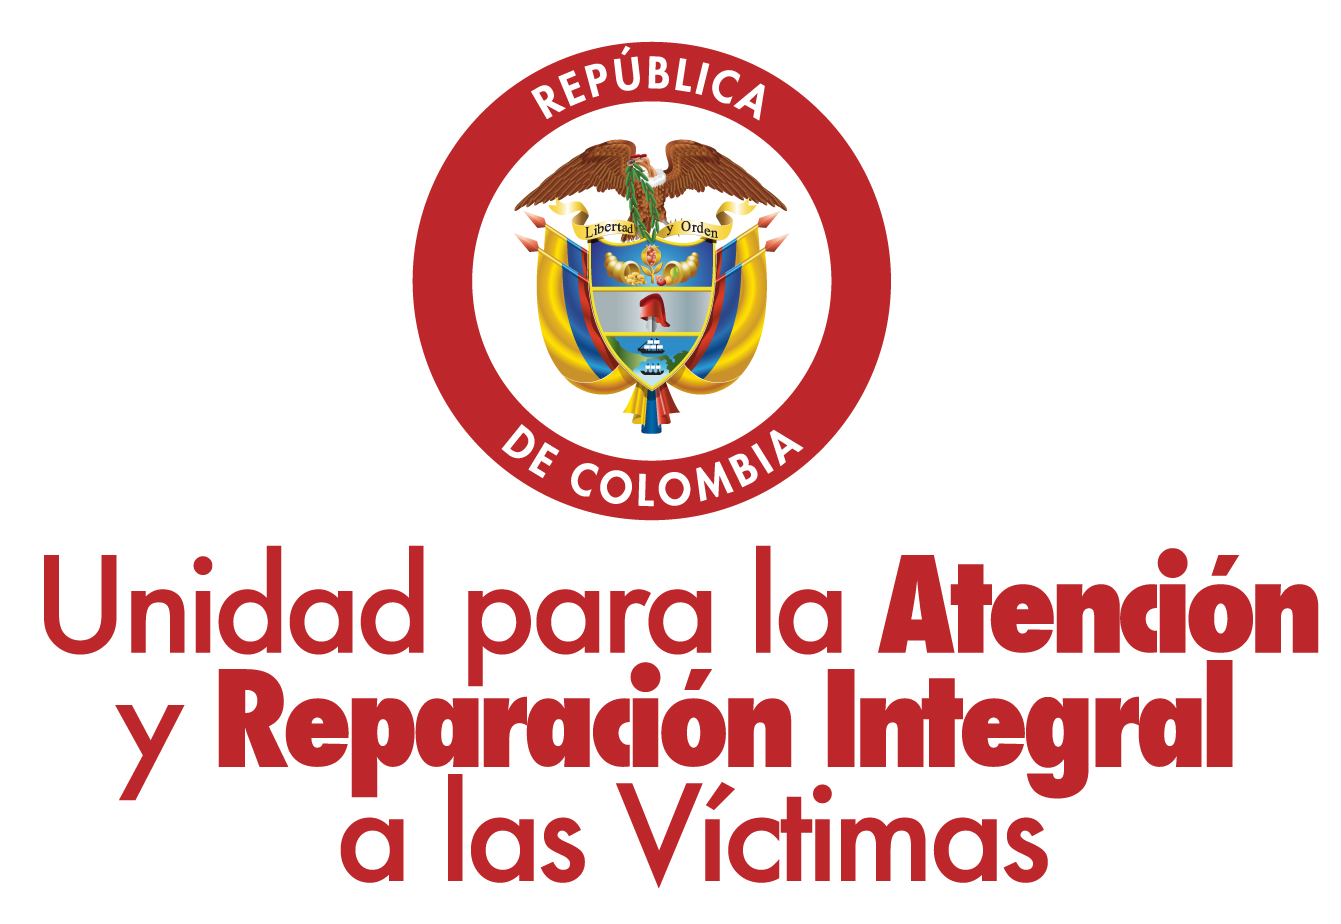 REPÚBLICA
Libertad y Orden
DE COLOMBIA
Unidad para la Atención
y Reparación Integral
a las Víctimas